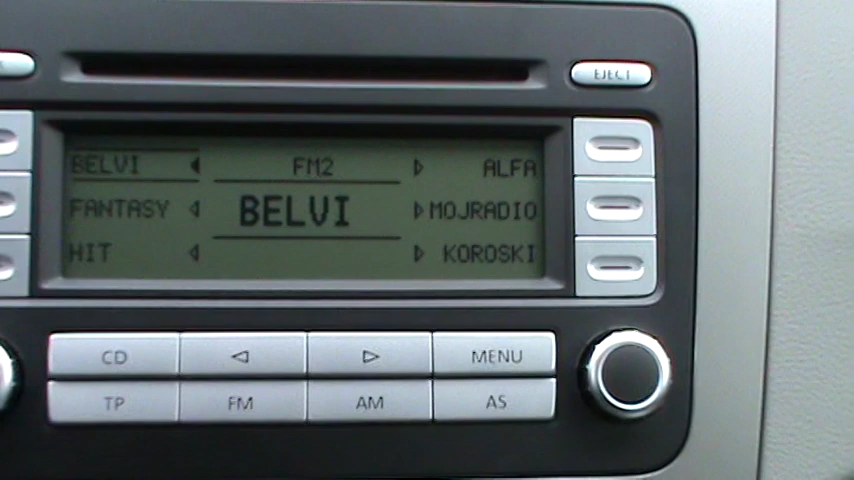 EJECT
BELVI FM2 ALFA
FANTASY BELVI MOJRADIO
HIT KOROSKI
CD MENU
TP FM AM AS